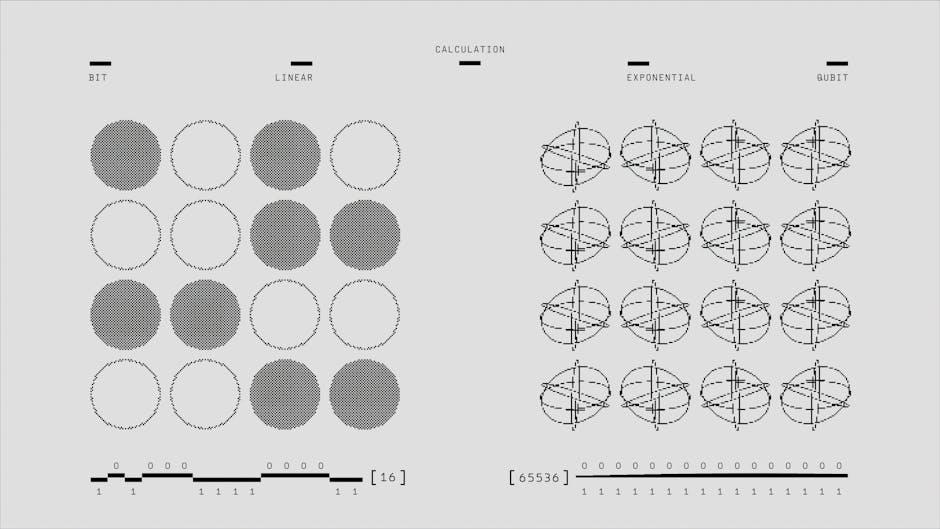 CALCULATION
BIT LINEAR EXPONENTIAL QUBIT
0 0 0 0 0 0 0 0
[16]
1 1 1 1 1 1 1 1
0 0 0 0 0 0 0 0 0 0 0 0 0 0 0 0
[65536]
1 1 1 1 1 1 1 1 1 1 1 1 1 1 1 1